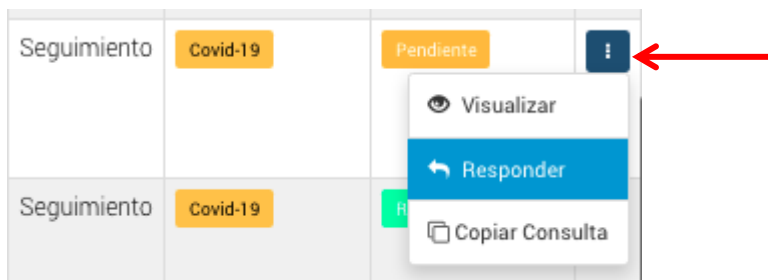 Seguimiento Covid-19 Pendiente
Visualizar
Responder
Seguimiento Covid-19 R
Copiar Consulta